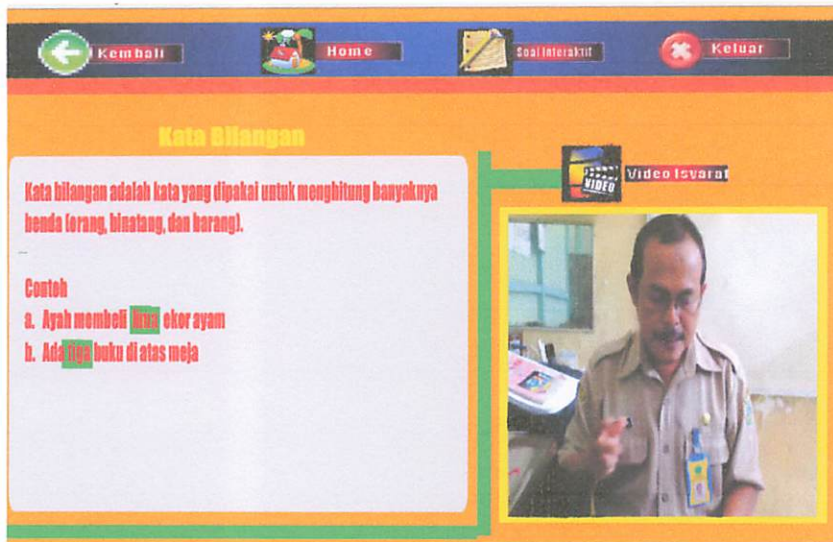 Kembali
Home
Soal Interaktif
Keluar
Kata Bilangan
VIDEO
Video Isyarat
Kata bilangan adalah kata yang dipakai untuk menghitung banyaknya
benda (orang, binatang, dan barang).
Contoh
a. Ayah membeli lima ekor ayam
b. Ada tiga buku di atas meja